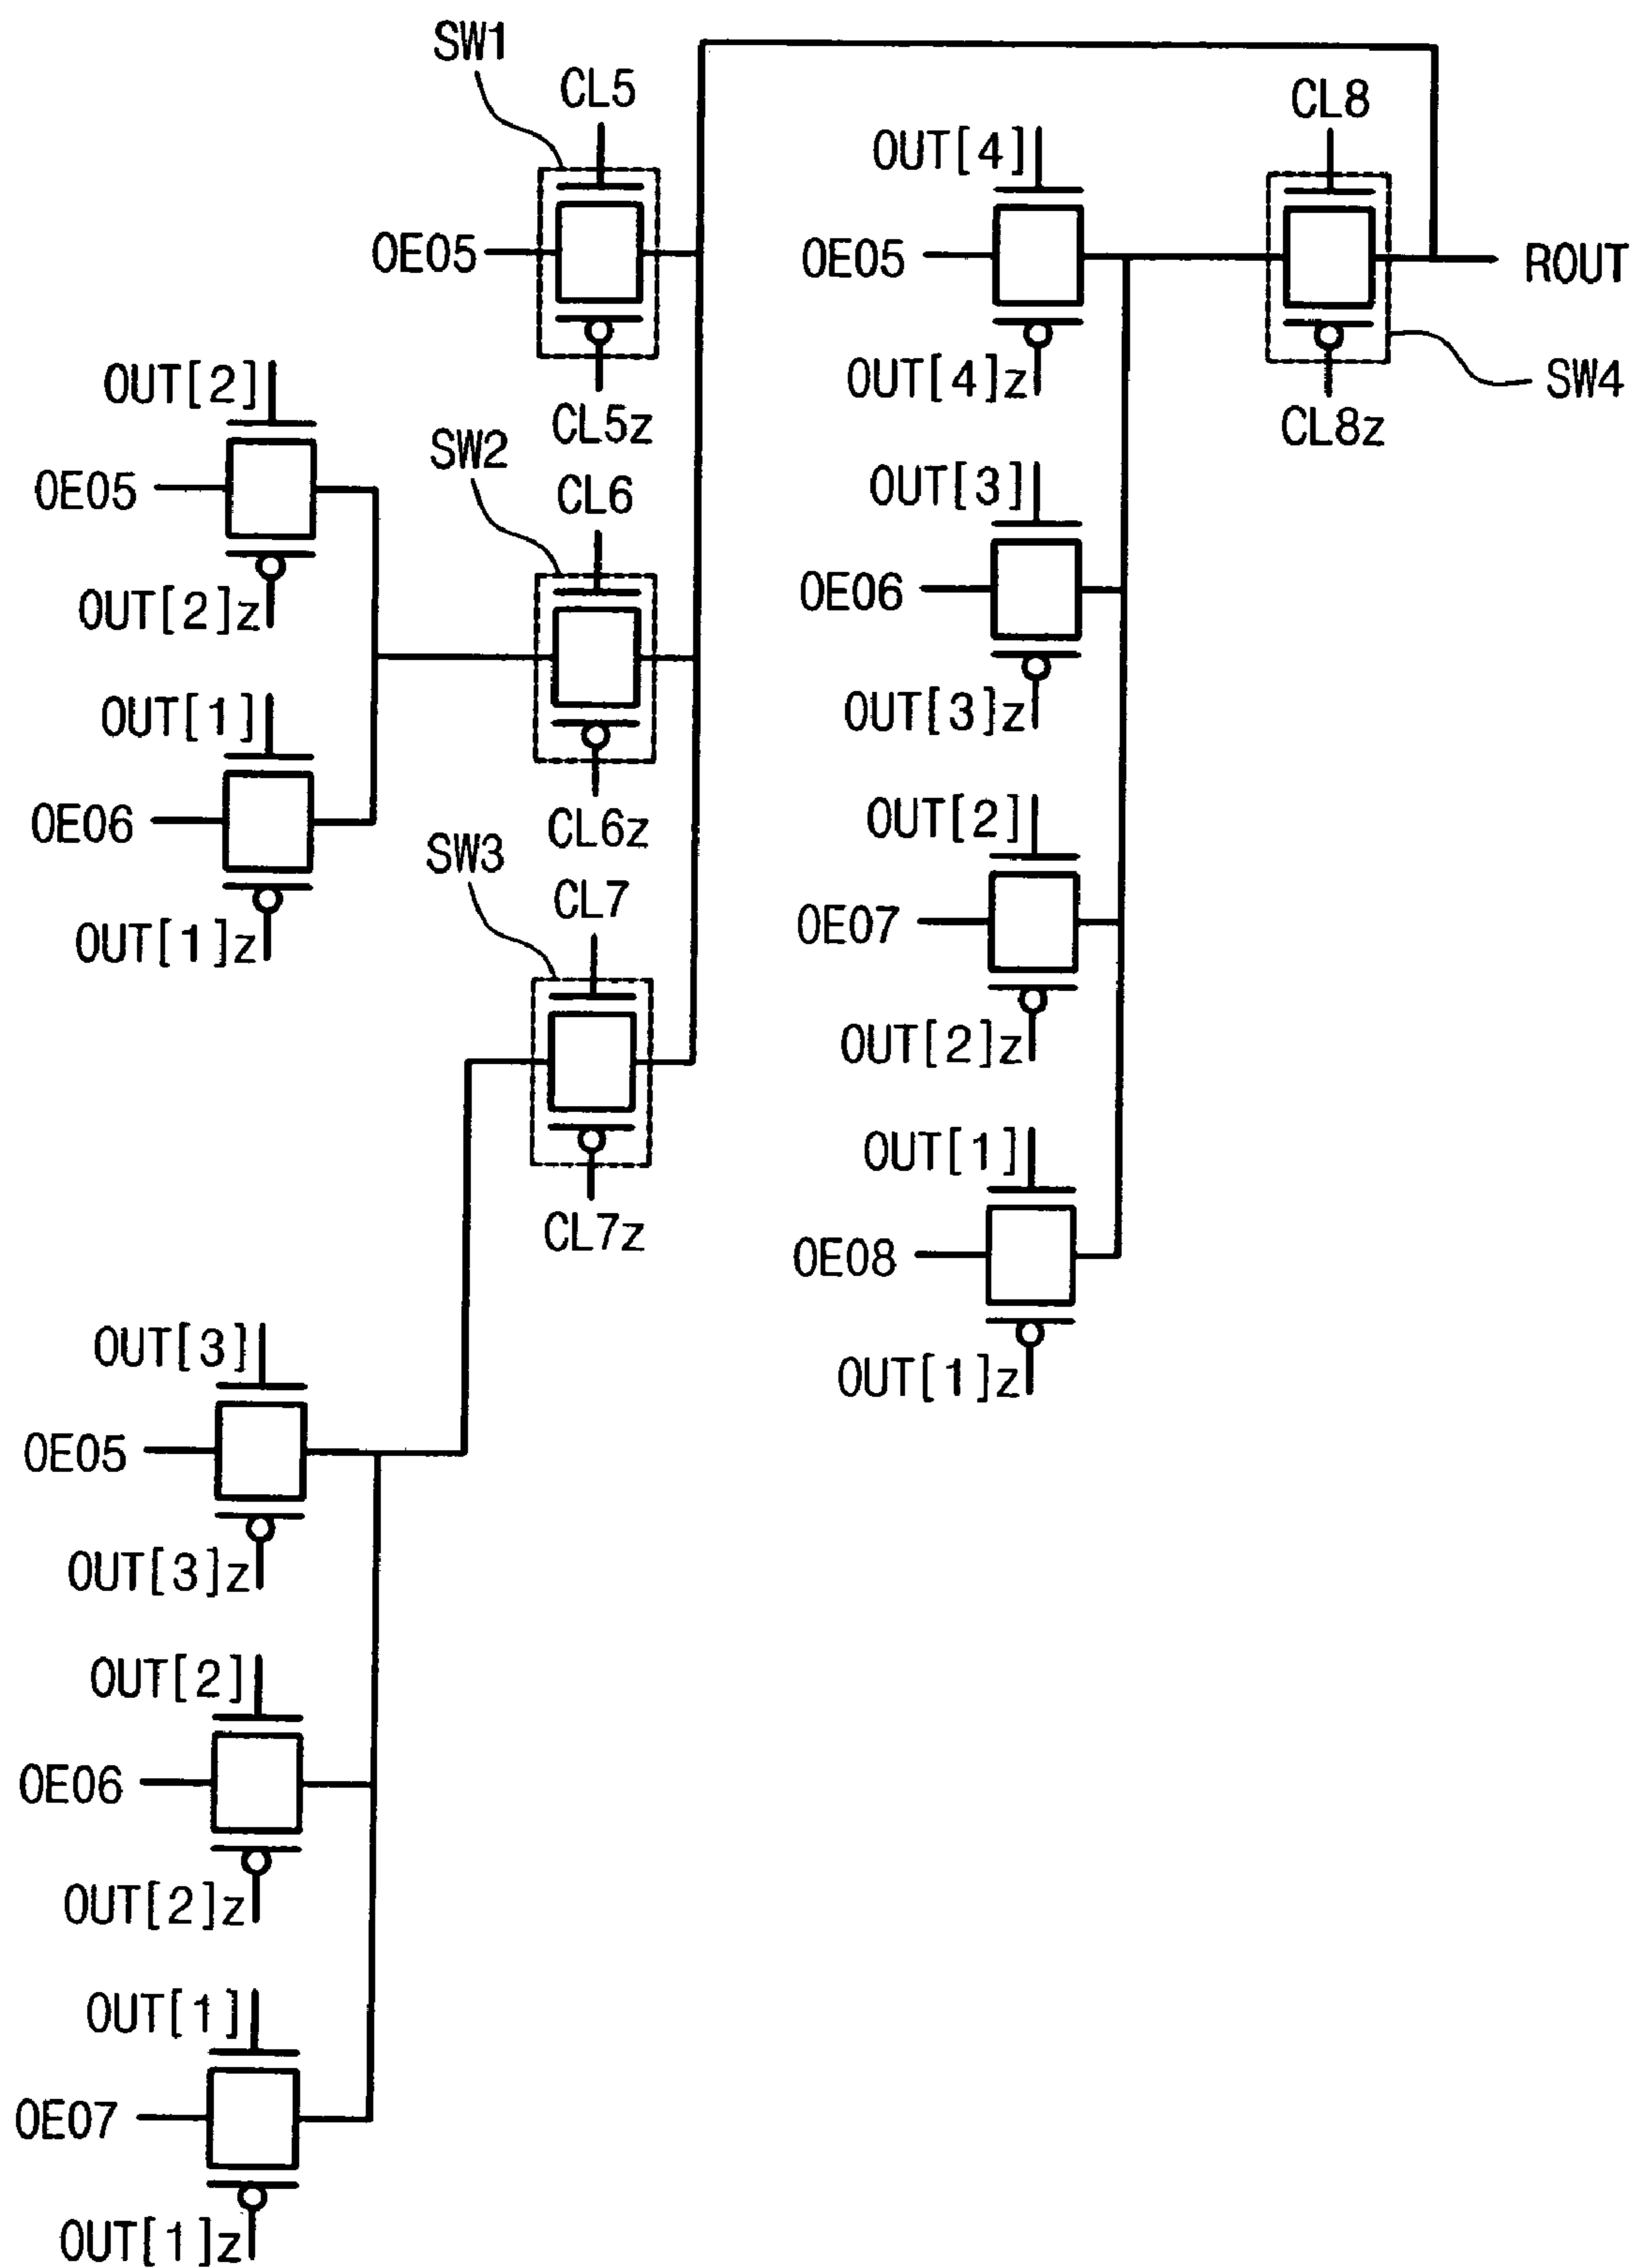 SW1
CL5
OE05
CL5z
OUT[2]
OE05
OUT[2]z
SW2
CL6
OUT[1]
OE06
OUT[1]z
CL6z
SW3
CL7
CL7z
OUT[3]
OE05
OUT[3]z
OUT[2]
OE06
OUT[2]z
OUT[1]
OE07
OUT[1]z
OUT[4]
OE05
OUT[4]z
CL8
ROUT
SW4
CL8z
OUT[3]
OE06
OUT[3]z
OUT[2]
OE07
OUT[2]z
OUT[1]
OE08
OUT[1]z